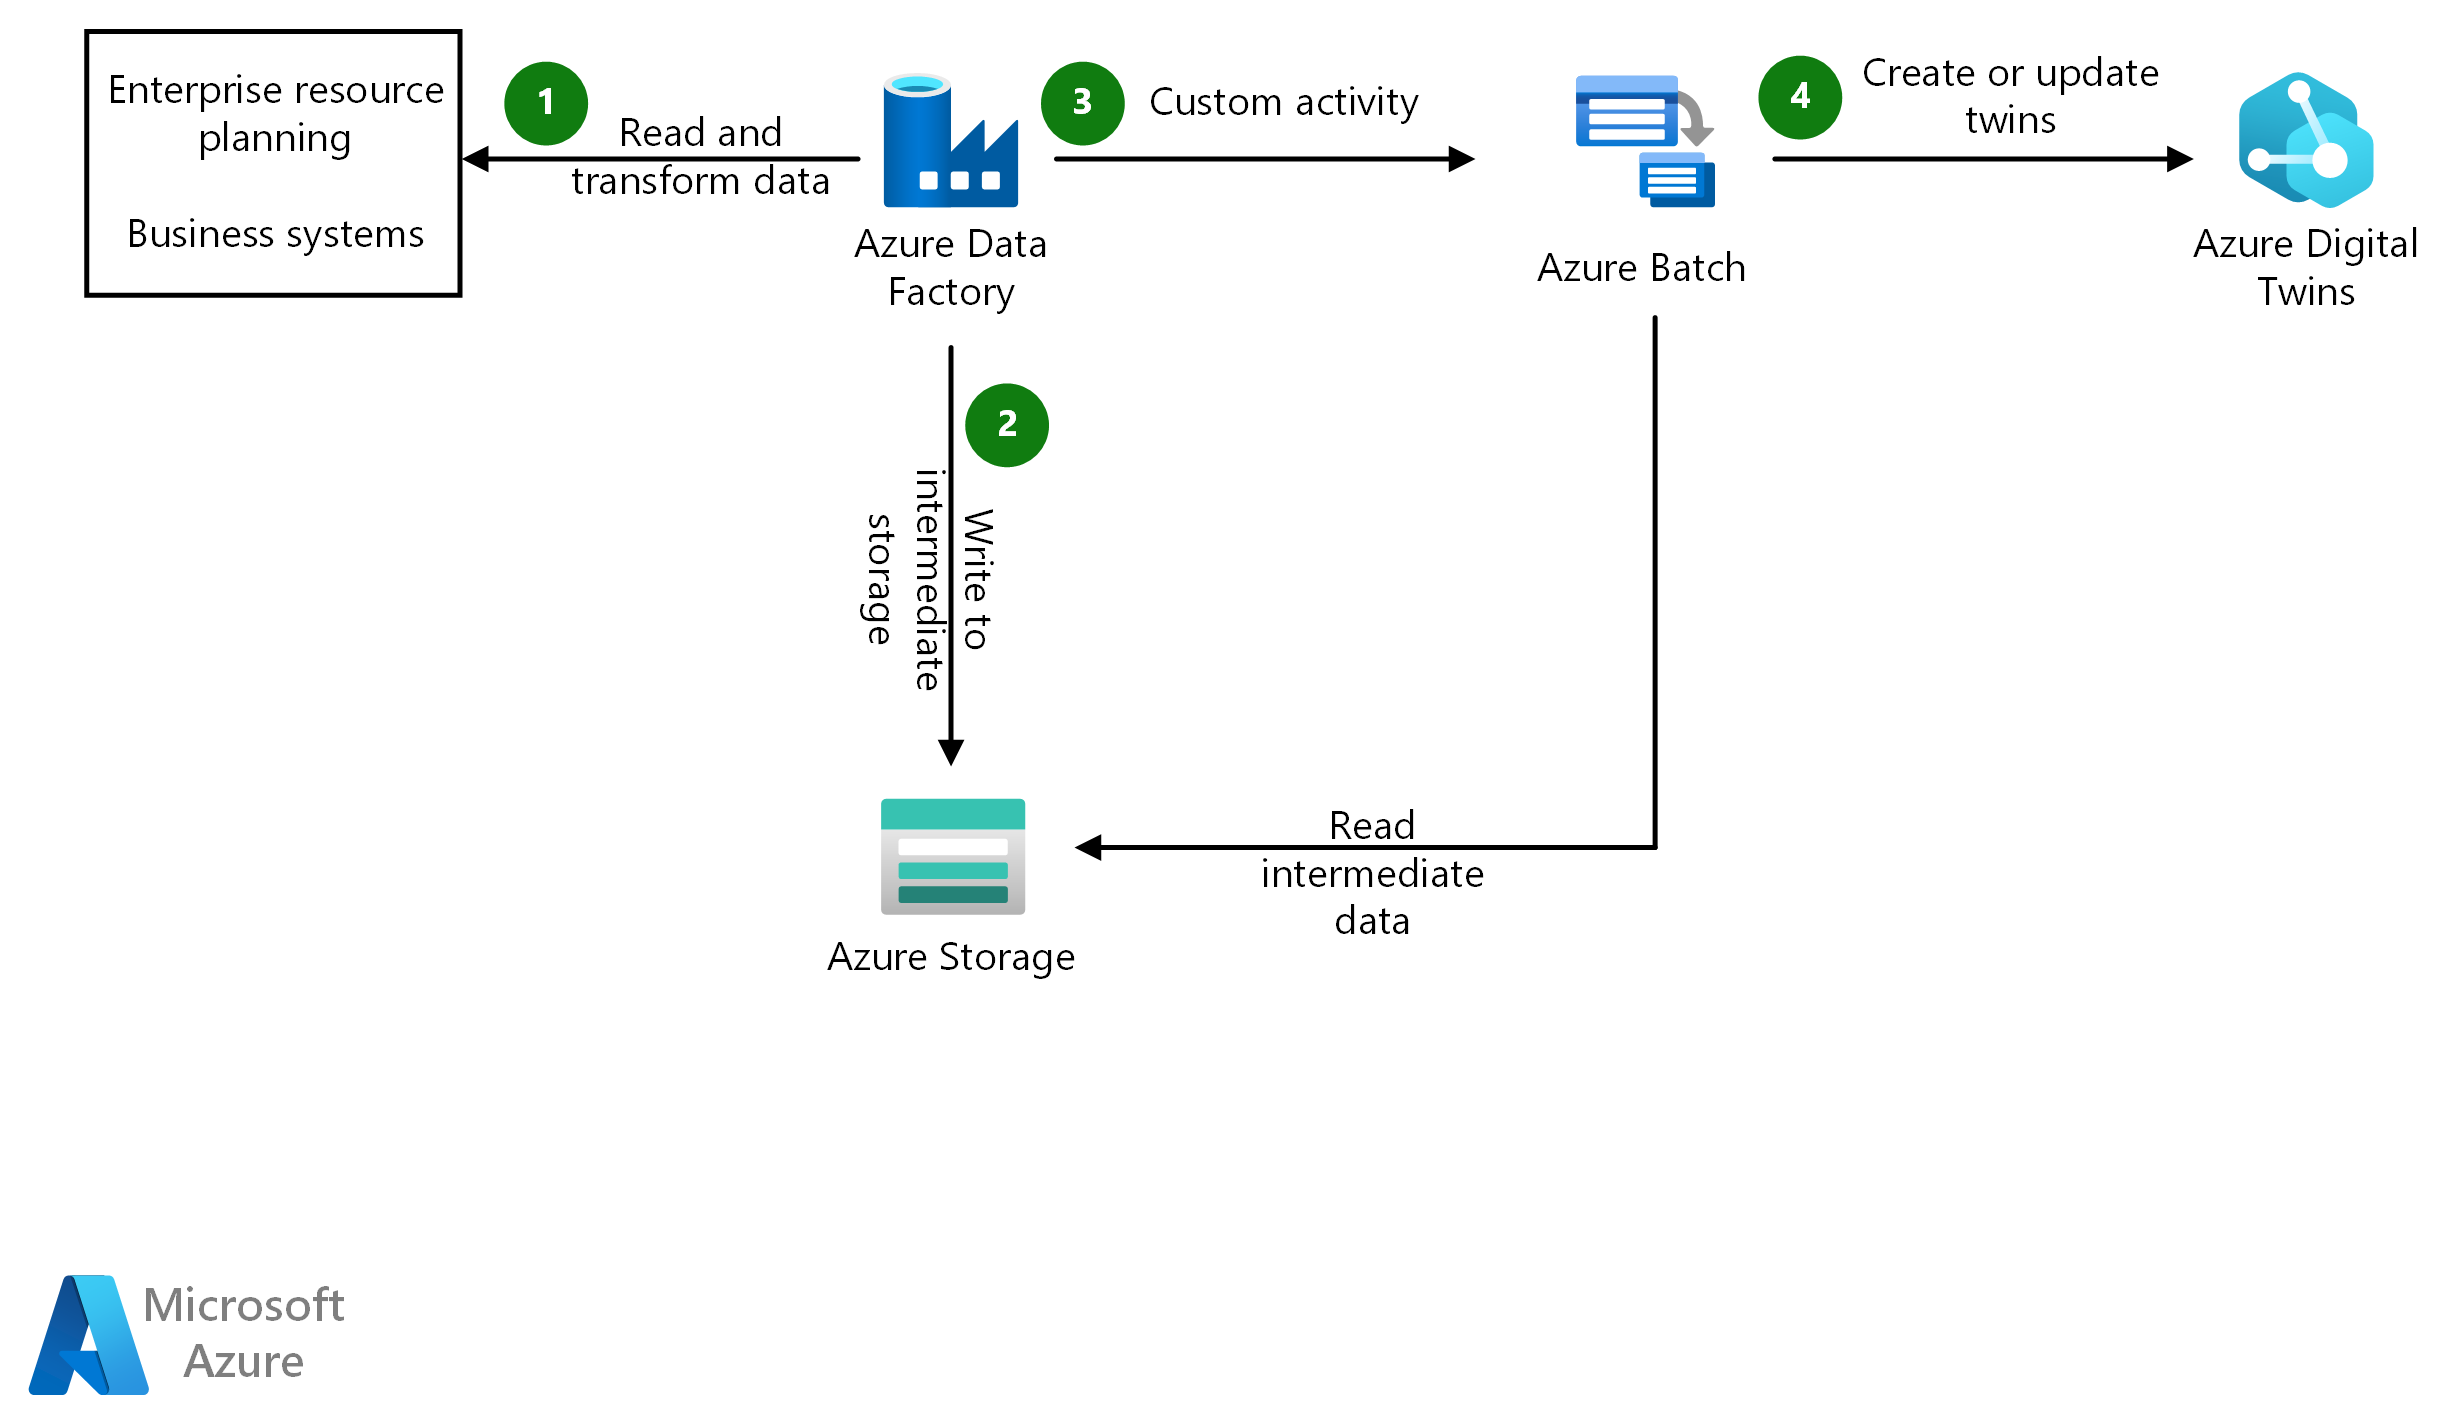 Enterprise resource
planning
Business systems
1
Read and
transform data
Azure Data
Factory
3
Custom activity
Azure Batch
4
Create or update
twins
Azure Digital
Twins
2
Write to
intermediate
storage
Azure Storage
Read
intermediate
data
Microsoft
Azure